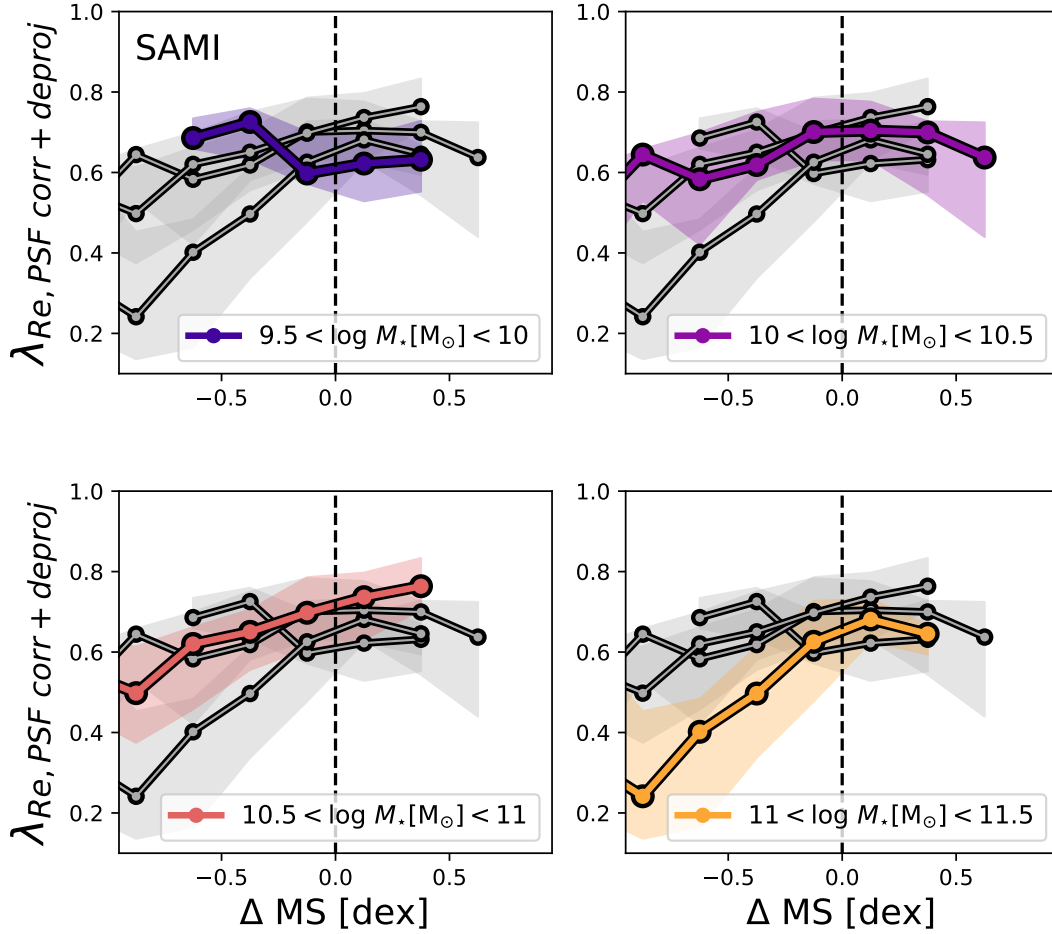 1.0
0.8
0.6
0.4
0.2
λRe, PSF corr + deproj
SAMI
9.5 < log M⋆[M⊙] < 10
−0.5 0.0 0.5
10 < log M⋆[M⊙] < 10.5
1.0
0.8
0.6
0.4
0.2
−0.5 0.0 0.5
1.0
0.8
0.6
0.4
0.2
λRe, PSF corr + deproj
10.5 < log M⋆[M⊙] < 11
−0.5 0.0 0.5
Δ MS [dex]
1.0
0.8
0.6
0.4
0.2
11 < log M⋆[M⊙] < 11.5
−0.5 0.0 0.5
Δ MS [dex]